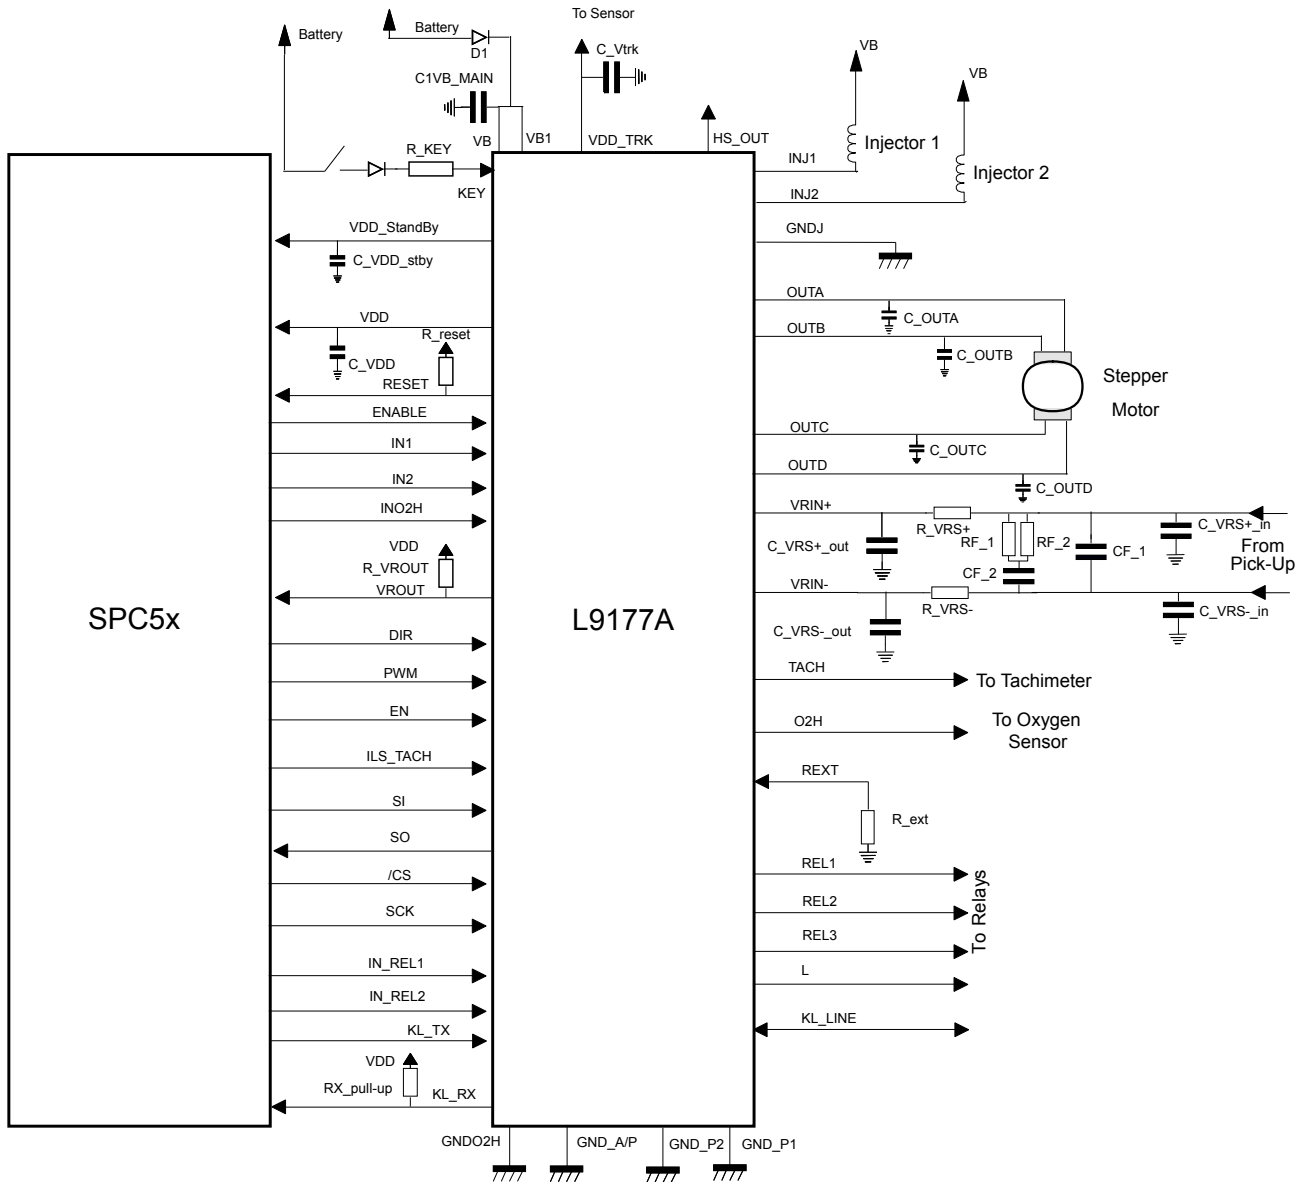 To Sensor
Battery
Battery
D1
C_Vtrk
VB
VB
C1VB_MAIN
VB
VB1
VDD_TRK
HS_OUT
Injector 1
Injector 2
R_KEY
KEY
INJ1
INJ2
VDD_StandBy
GNDJ
C_VDD_stby
OUTA
C_OUTA
VDD
R_reset
OUTB
C_OUTB
C_VDD
RESET
Stepper
Motor
ENABLE
OUTC
IN1
C_OUTC
IN2
OUTD
C_OUTD
INO2H
VRIN+
R_VRS+
C_VRS+_in
VDD
C_VRS+_out
RF_1
RF_2
CF_1
From
Pick-Up
R_VROUT
CF_2
VROUT
VRIN-
R_VRS-
C_VRS-_in
SPC5x
L9177A
C_VRS-_out
DIR
PWM
TACH
To Tachimeter
EN
O2H
To Oxygen
Sensor
ILS_TACH
REXT
SI
R_ext
SO
/CS
REL1
SCK
REL2
To Relays
REL3
IN_REL1
L
IN_REL2
KL_TX
KL_LINE
VDD
RX_pull-up
KL_RX
GNDO2H
GND_A/P
GND_P2
GND_P1